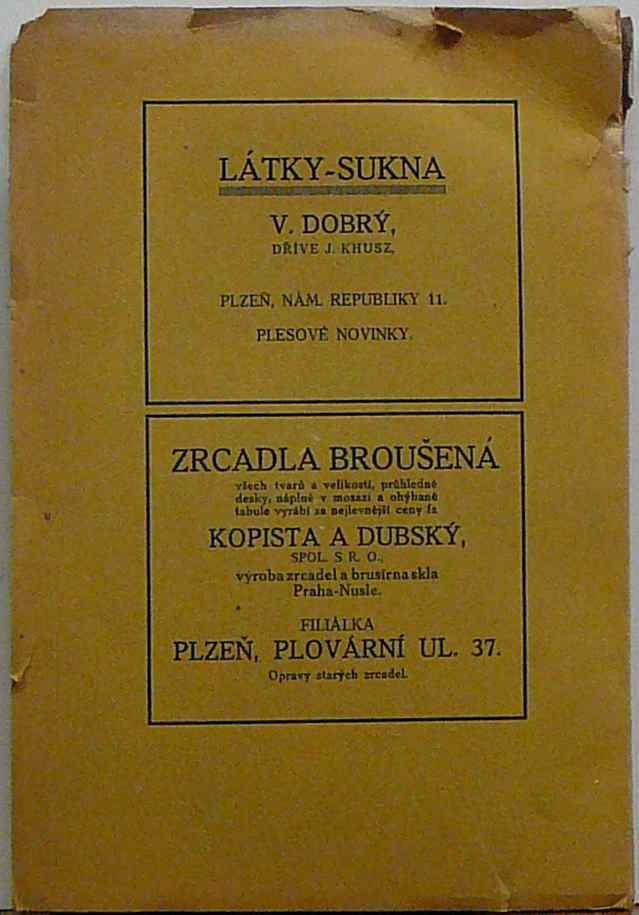 LÁTKY-SUKNA
V. DOBRÝ,
DŘÍVE J. KHUSZ,
PLZEŇ, NÁM. REPUBLIKY 11.
PLESOVÉ NOVINKY.
ZRCADLA BROUŠENÁ
všech tvarů a velikostí, průhledné
desky, náplně v mosazi a ohýbané
tabule vyrábí za nejlevnější ceny fa
KOPISTA A DUBSKÝ,
SPOL. S R. O.,
výroba zrcadel a brusírna skla
Praha-Nusle.
FILIÁLKA
PLZEŇ, PLOVÁRNÍ UL. 37.
Opravy starých zrcadel.